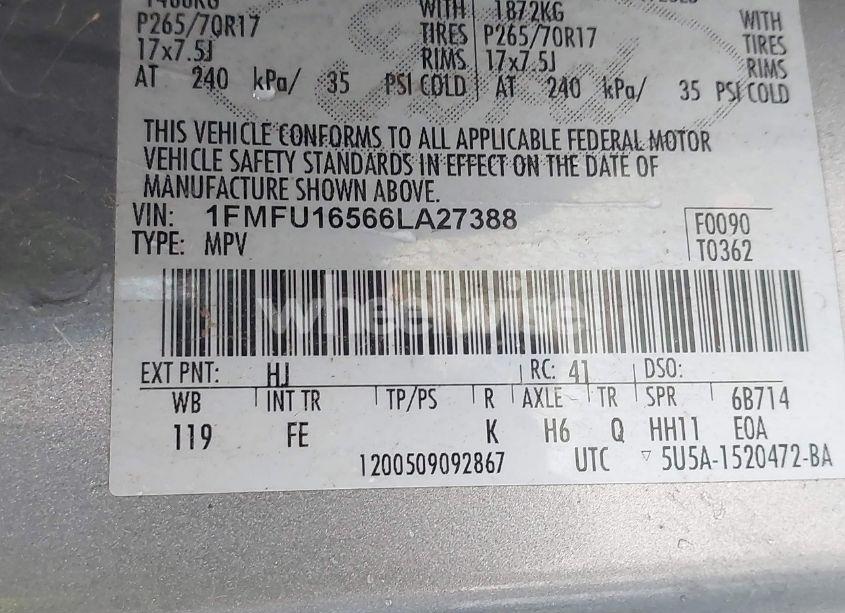 WITH 1872KG WITH
P265/70R17 TIRES P265/70R17 TIRES
17x7.5J RIMS 17x7.5J RIMS
AT 240 kPa/ 35 PSI COLD AT 240 kPa/ 35 PSI COLD
THIS VEHICLE CONFORMS TO ALL APPLICABLE FEDERAL MOTOR
VEHICLE SAFETY STANDARDS IN EFFECT ON THE DATE OF
MANUFACTURE SHOWN ABOVE.
VIN: 1FMFU16566LA27388 F0090
TYPE: MPV T0362
wheelwise
EXT PNT: HJ RC: 41 DSO:
WB INT TR TP/PS R AXLE TR SPR 6B714
119 FE K H6 Q HH11 EOA
1200509092867 UTC ▽ 5U5A-1520472-BA